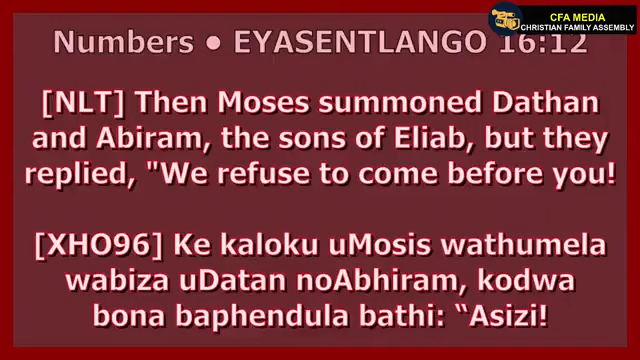 CFA MEDIA
CHRISTIAN FAMILY ASSEMBLY
Numbers ● EYASENTLANGO 16:12
[NLT] Then Moses summoned Dathan
and Abiram, the sons of Eliab, but they
replied, "We refuse to come before you!
[XHO96] Ke kaloku uMosis wathumela
wabiza uDatan noAbhiram, kodwa
bona baphendula bathi: “Asizi!